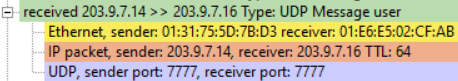 received 203.9.7.14 >> 203.9.7.16 Type: UDP Message user
Ethernet, sender: 01:31:75:5D:7B:D3 receiver: 01:E6:E5:02:CF:AB
IP packet, sender: 203.9.7.14, receiver: 203.9.7.16 TTL: 64
UDP, sender port: 7777, receiver port: 7777